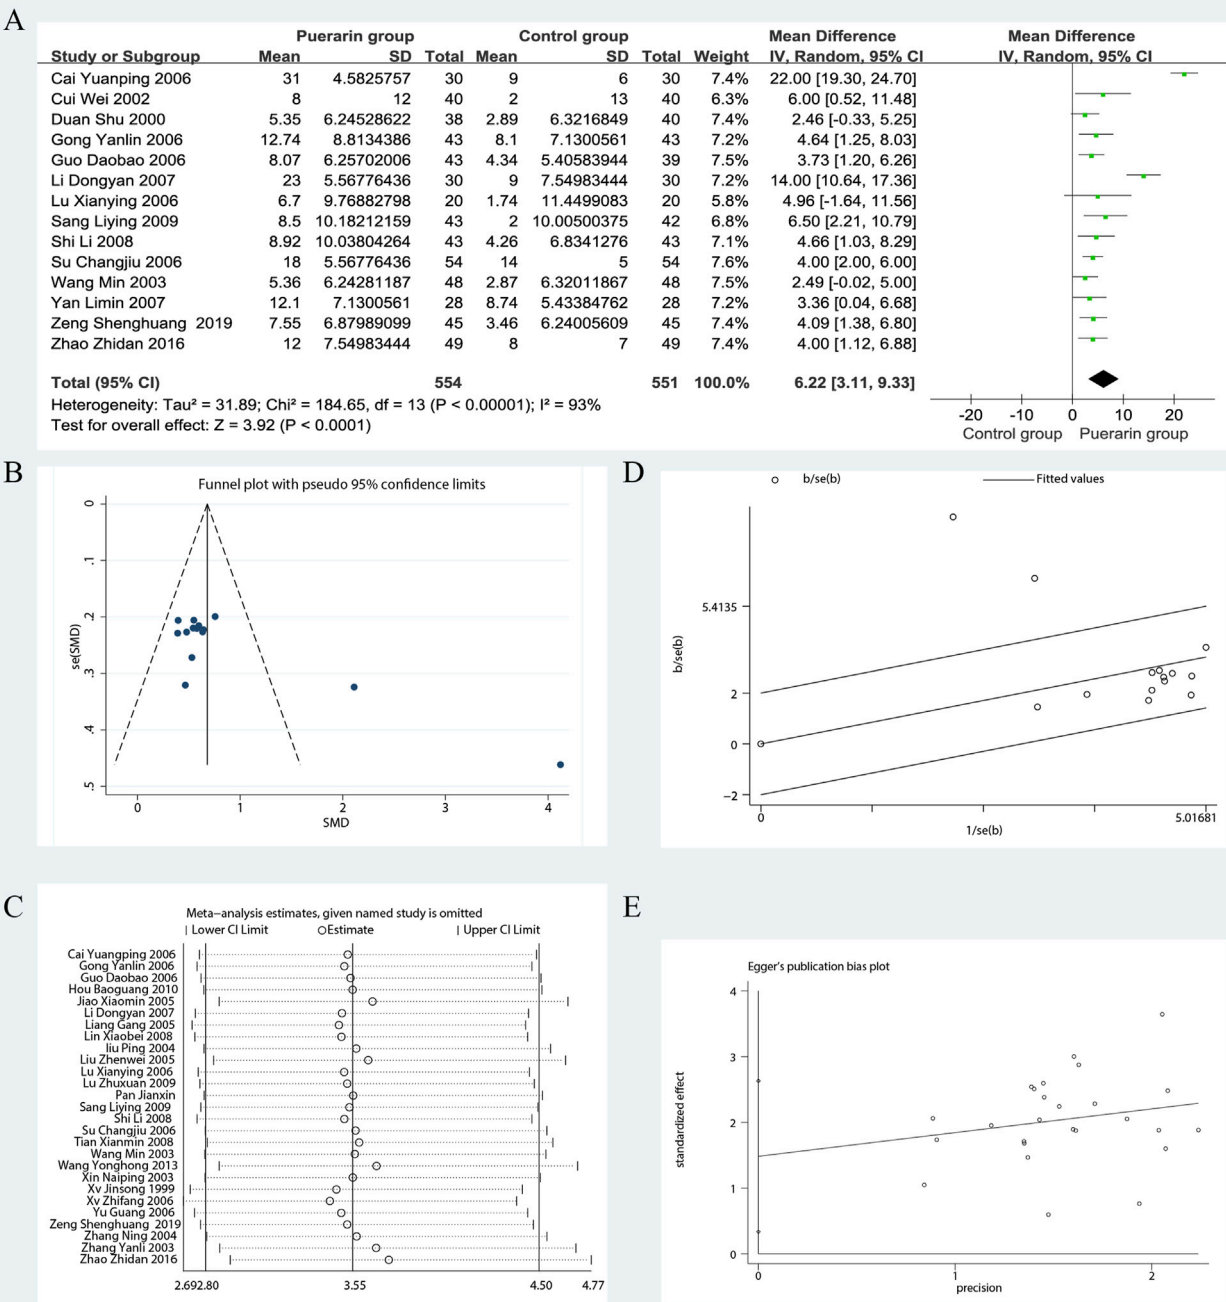 A
Puerarin group Control group Mean Difference Mean Difference
Study or Subgroup Mean SD Total Mean SD Total Weight IV, Random, 95% CI IV, Random, 95% CI
Cai Yuanping 2006 31 4.5825757 30 9 6 30 7.4% 22.00 [19.30, 24.70]
Cui Wei 2002 8 12 40 2 13 40 6.3% 6.00 [0.52, 11.48]
Duan Shu 2000 5.35 6.24528622 38 2.89 6.3216849 40 7.4% 2.46 [-0.33, 5.25]
Gong Yanlin 2006 12.74 8.8134386 43 8.1 7.1300561 43 7.2% 4.64 [1.25, 8.03]
Guo Daobao 2006 8.07 6.25702006 43 4.34 5.40583944 39 7.5% 3.73 [1.20, 6.26]
Li Dongyan 2007 23 5.56776436 30 9 7.54983444 30 7.2% 14.00 [10.64, 17.36]
Lu Xianying 2006 6.7 9.76882798 20 1.74 11.4499083 20 5.8% 4.96 [-1.64, 11.56]
Sang Liying 2009 8.5 10.18212159 43 2 10.00500375 42 6.8% 6.50 [2.21, 10.79]
Shi Li 2008 8.92 10.03804264 43 4.26 6.8341276 43 7.1% 4.66 [1.03, 8.29]
Su Changjiu 2006 18 5.56776436 54 14 5 54 7.6% 4.00 [2.00, 6.00]
Wang Min 2003 5.36 6.24281187 48 2.87 6.32011867 48 7.5% 2.49 [-0.02, 5.00]
Yan Limin 2007 12.1 7.1300561 28 8.74 5.43384762 28 7.2% 3.36 [0.04, 6.68]
Zeng Shenghuang 2019 7.55 6.87989099 45 3.46 6.24005609 45 7.4% 4.09 [1.38, 6.80]
Zhao Zhidan 2016 12 7.54983444 49 8 7 49 7.4% 4.00 [1.12, 6.88]
Total (95% CI) 554 551 100.0% 6.22 [3.11, 9.33]
Heterogeneity: Tau² = 31.89; Chi² = 184.65, df = 13 (P < 0.00001); I² = 93%
Test for overall effect: Z = 3.92 (P < 0.0001)
-20 -10 0 10 20
Control group Puerarin group
B
Funnel plot with pseudo 95% confidence limits
se(SMD)
0
.1
.2
.3
.4
.5
0 1 2 3 4
SMD
D
b/se(b) Fitted values
b/se(b)
5.4135
2
0
−2
0 5.01681
1/se(b)
C
Meta−analysis estimates, given named study is omitted
| Lower CI Limit ○Estimate | Upper CI Limit
Cai Yuangping 2006
Gong Yanlin 2006
Guo Daobao 2006
Hou Baoguang 2010
Jiao Xiaomin 2005
Li Dongyan 2007
Liang Gang 2005
Lin Xiaobei 2008
liu Ping 2004
Liu Zhenwei 2005
Lu Xianying 2006
Lu Zhuxuan 2009
Pan Jianxin
Sang Liying 2009
Shi Li 2008
Su Changjiu 2006
Tian Xianmin 2008
Wang Min 2003
Wang Yonghong 2013
Xin Naiping 2003
Xv Jinsong 1999
Xv Zhifang 2006
Yu Guang 2006
Zeng Shenghuang 2019
Zhang Ning 2004
Zhang Yanli 2003
Zhao Zhidan 2016
2.692.80 3.55 4.50 4.77
E
Egger's publication bias plot
standardized effect
4
3
2
1
0
0 1 2
precision